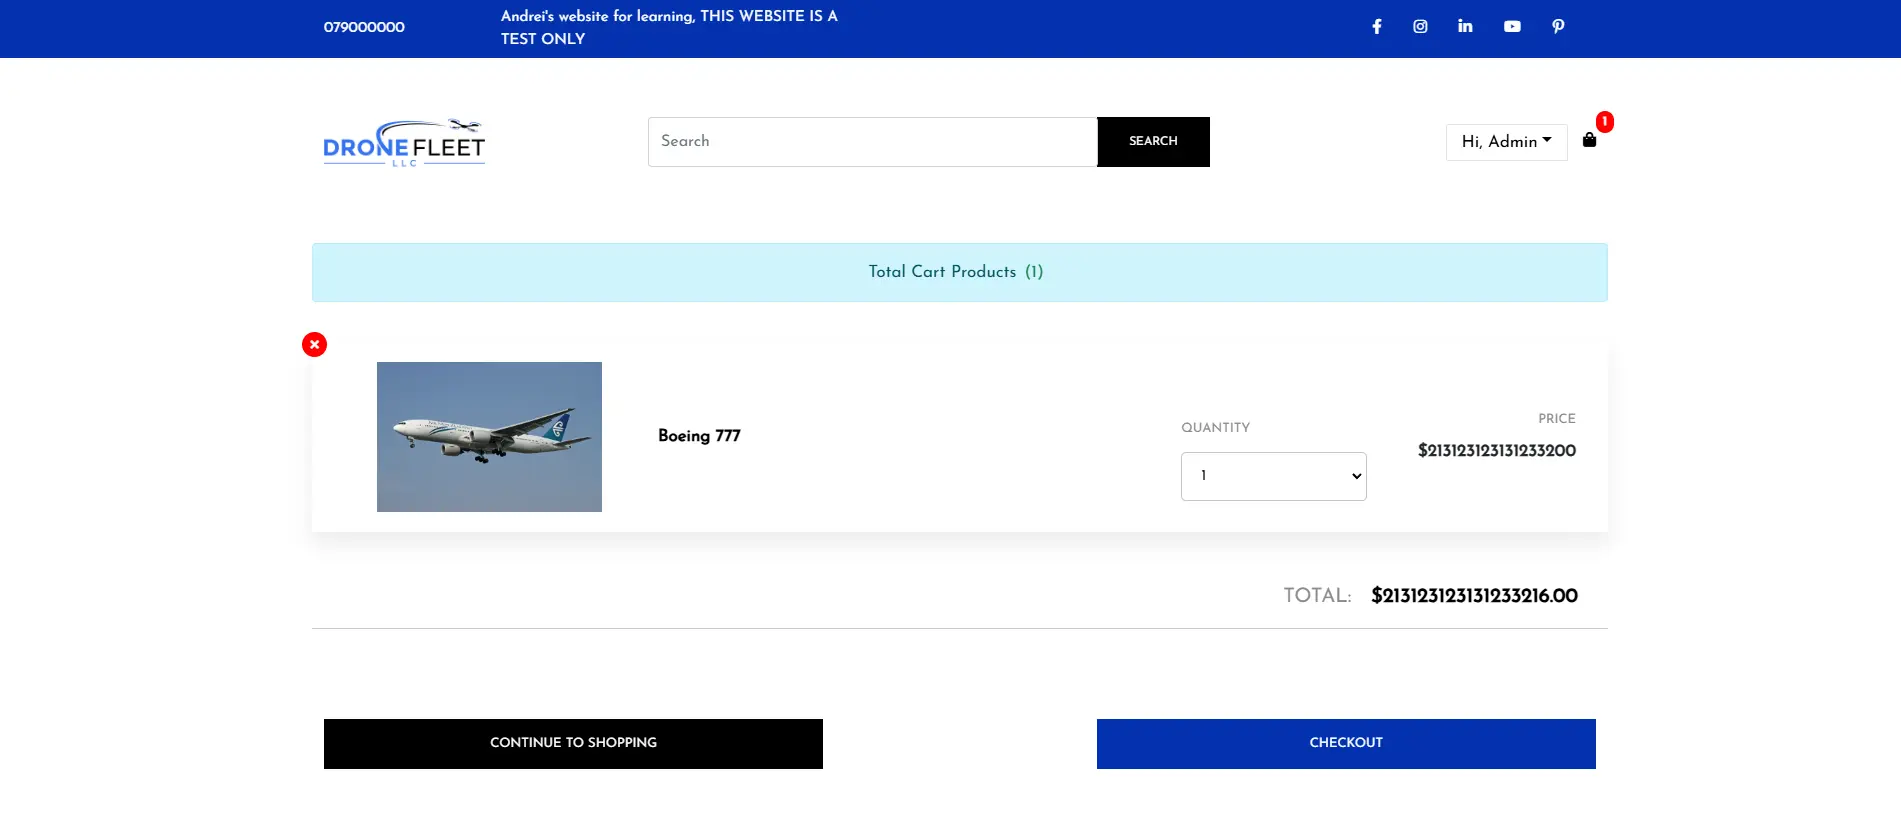 079000000
Andrei's website for learning, THIS WEBSITE IS A
TEST ONLY
DRONE FLEET
LLC
Search
SEARCH
Hi, Admin
1
Total Cart Products (1)
Boeing 777
QUANTITY
1
PRICE
$213123123131233200
TOTAL: $213123123131233216.00
CONTINUE TO SHOPPING
CHECKOUT